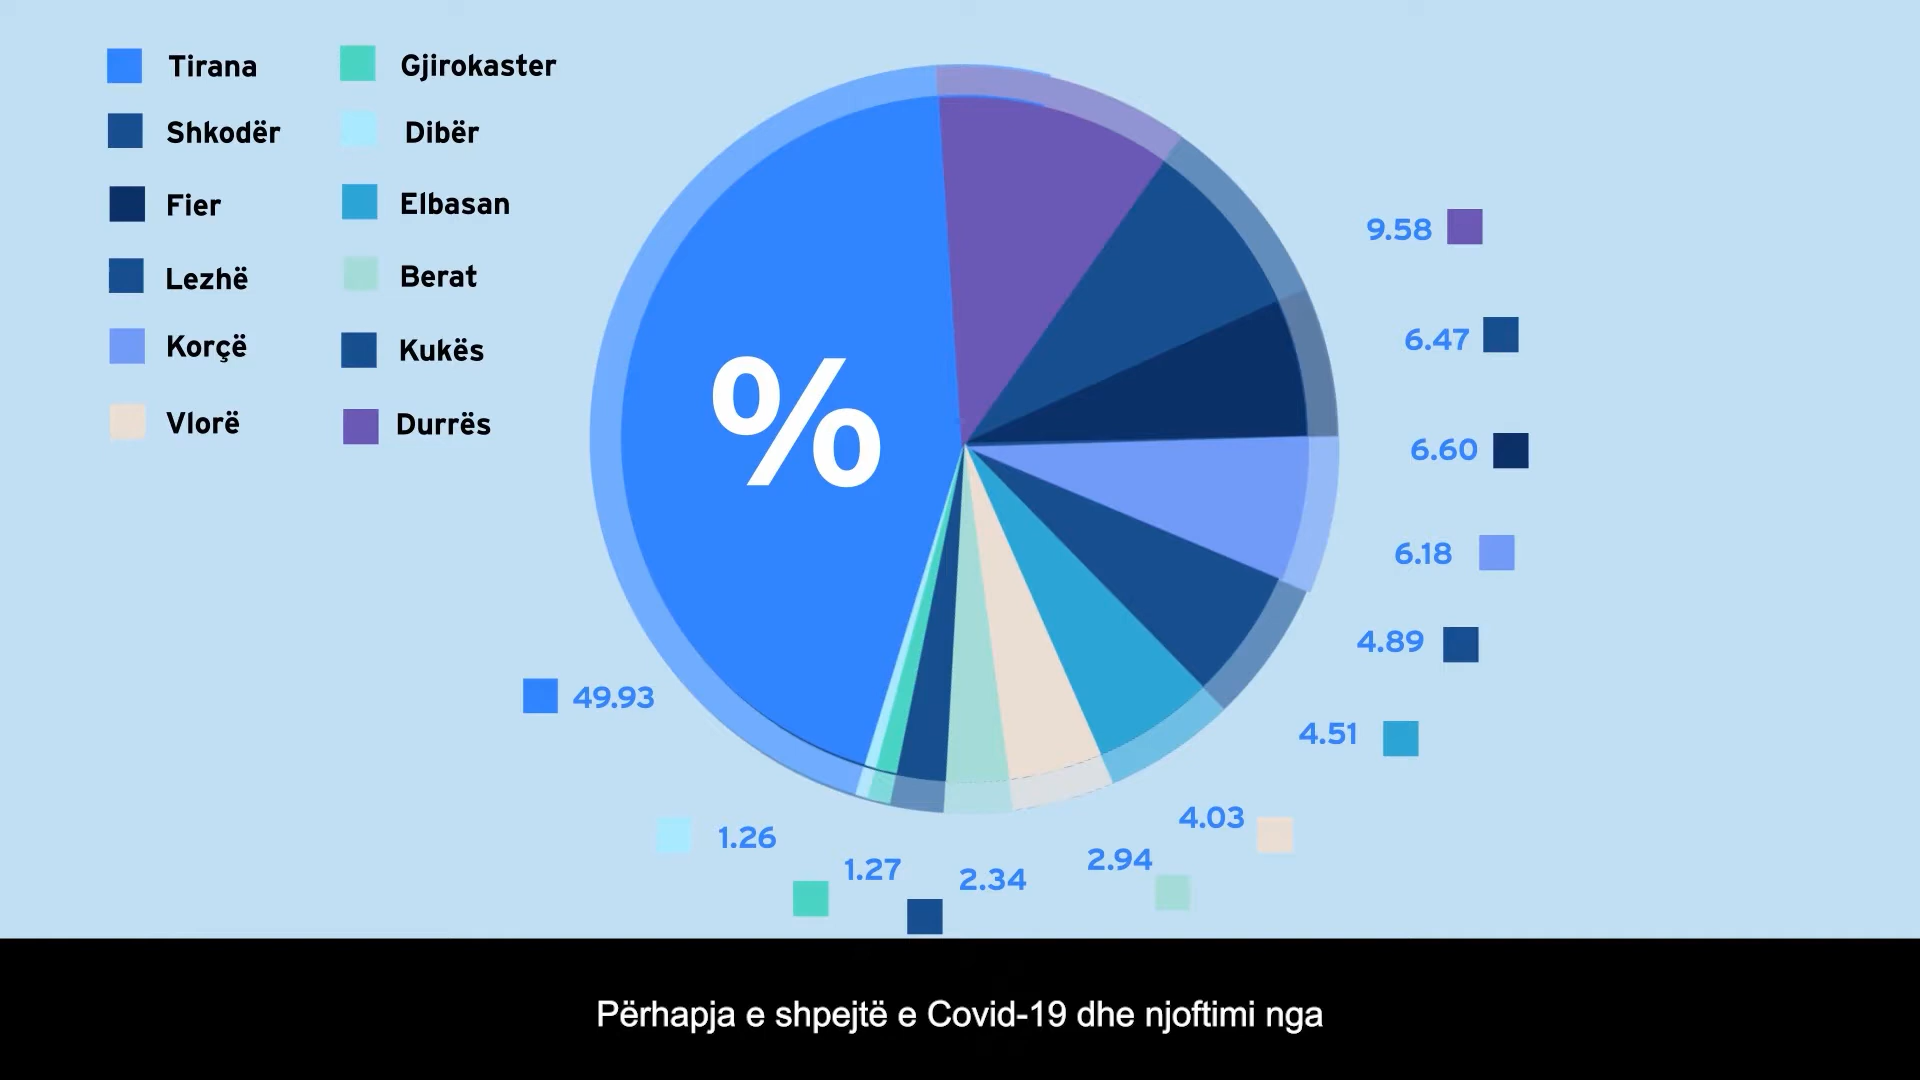 Tirana
Shkodër
Fier
Lezhë
Korçë
Vlorë
Gjirokaster
Dibër
Elbasan
Berat
Kukës
Durrës
%
9.58
6.47
6.60
6.18
4.89
4.51
4.03
2.94
2.34
1.27
1.26
49.93
Përhapja e shpejtë e Covid-19 dhe njoftimi nga